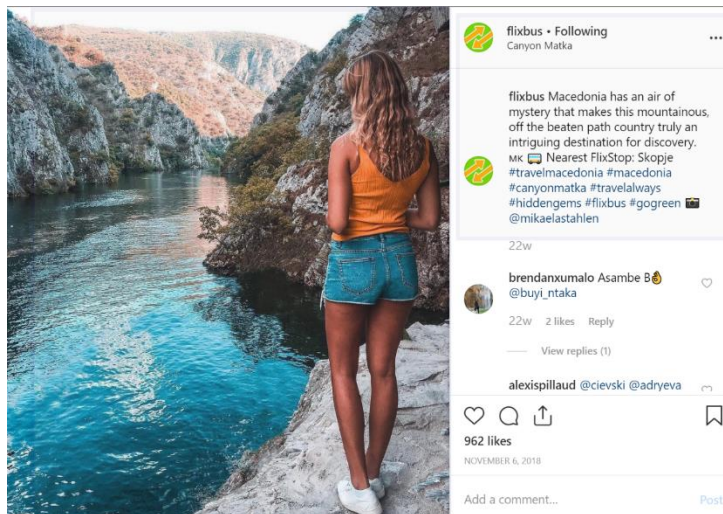 flixbus • Following
Canyon Matka
flixbus Macedonia has an air of
mystery that makes this mountainous,
off the beaten path country truly an
intriguing destination for discovery.
MK 🚌 Nearest FlixStop: Skopje
#travelmacedonia #macedonia
#canyonmatka #travelalways
#hiddengems #flixbus #gogreen 📸
@mikaelastahlen
22w
brendanxumalo Asambe B👌
@buyi_ntaka
22w 2 likes Reply
View replies (1)
alexispillaud @cievski @adryeva
962 likes
NOVEMBER 6, 2018
Add a comment... Post